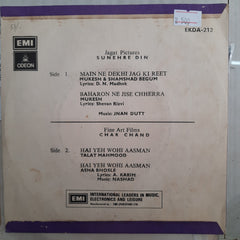 EKDA-213
EMI
ODEON
Jagat Pictures
SUNEHRE DIN
Side 1.
MAIN NE DEKHI JAG KI REET
MUKESH & SHAMSHAD BEGUM
Lyrics: D. N. Madhok
BAHARON NE JISE CHHERRA
MUKESH
Lyrics: Shevan Rizvi
Music: JNAN DUTT
Fine Art Films
CHAR CHAND
Side 2.
HAI YEH WOHI AASMAN
TALAT MAHMOOD
HAI YEH WOHI AASMAN
ASHA BHOSLE
Lyrics: A. KARIM
Music: NASHAD
EMI
INTERNATIONAL LEADERS IN MUSIC,
ELECTRONICS AND LEISURE